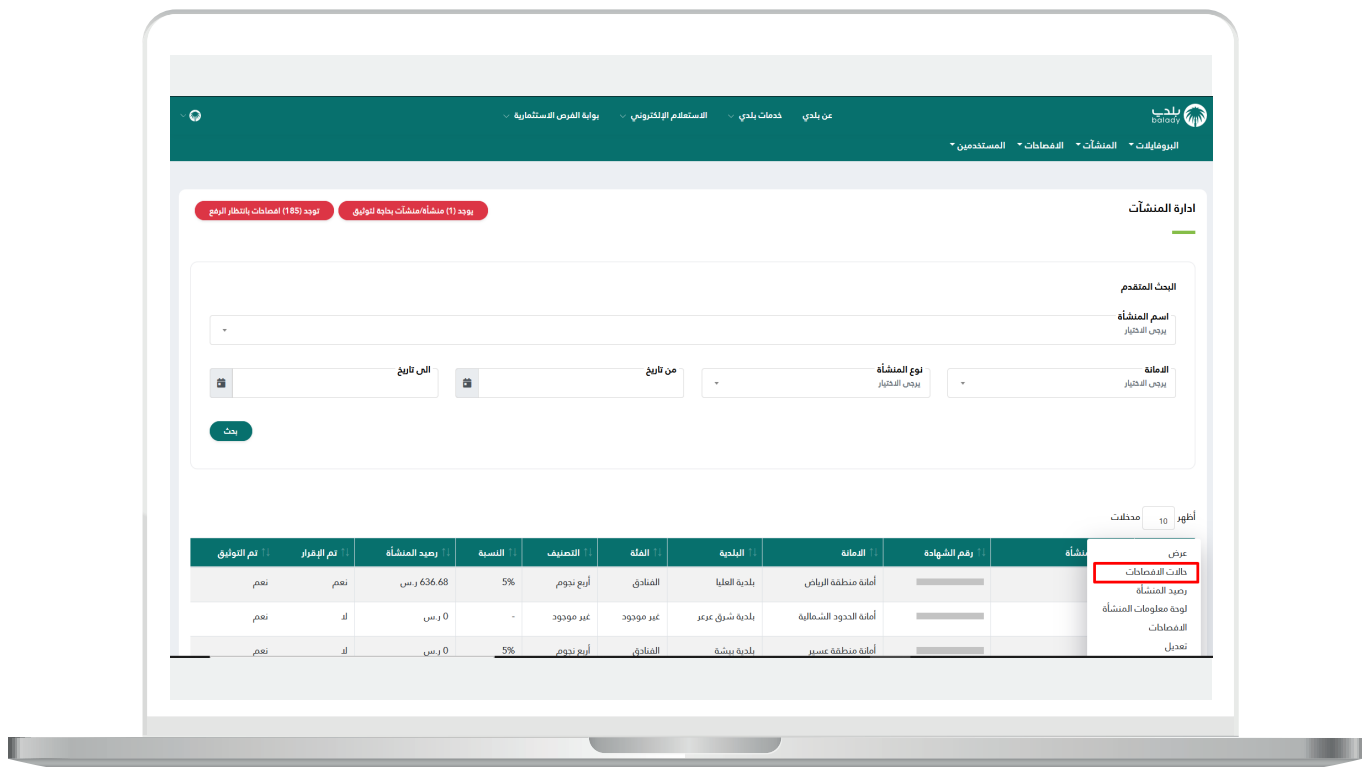 بلدي
balady
عن بلدي خدمات بلدي الاستعلام الإلكتروني بوابة الفرص الاستثمارية
البروفايلات المنشآت الافصاحات المستخدمين
ادارة المنشآت
يوجد (1) منشأة/منشآت بحاجة لتوثيق توجد (185) افصاحات بانتظار الرفع
البحث المتقدم
اسم المنشأة
يرجى الاختيار
الامانة نوع المنشأة من تاريخ الى تاريخ
يرجى الاختيار يرجى الاختيار
بحث
أظهر 10 مدخلات
رقم الشهادة الامانة البلدية الفئة التصنيف النسبة رصيد المنشأة تم الإقرار تم التوثيق
أمانة منطقة الرياض بلدية العليا الفنادق أربع نجوم 5% 636.68 ر.س نعم نعم
أمانة الحدود الشمالية بلدية شرق عرعر غير موجود غير موجود - 0 ر.س لا نعم
أمانة منطقة عسير بلدية بيشة الفنادق أربع نجوم 5% 0 ر.س لا نعم
عرض
حالات الافصاحات
رصيد المنشأة
لوحة معلومات المنشأة
الافصاحات
تعديل